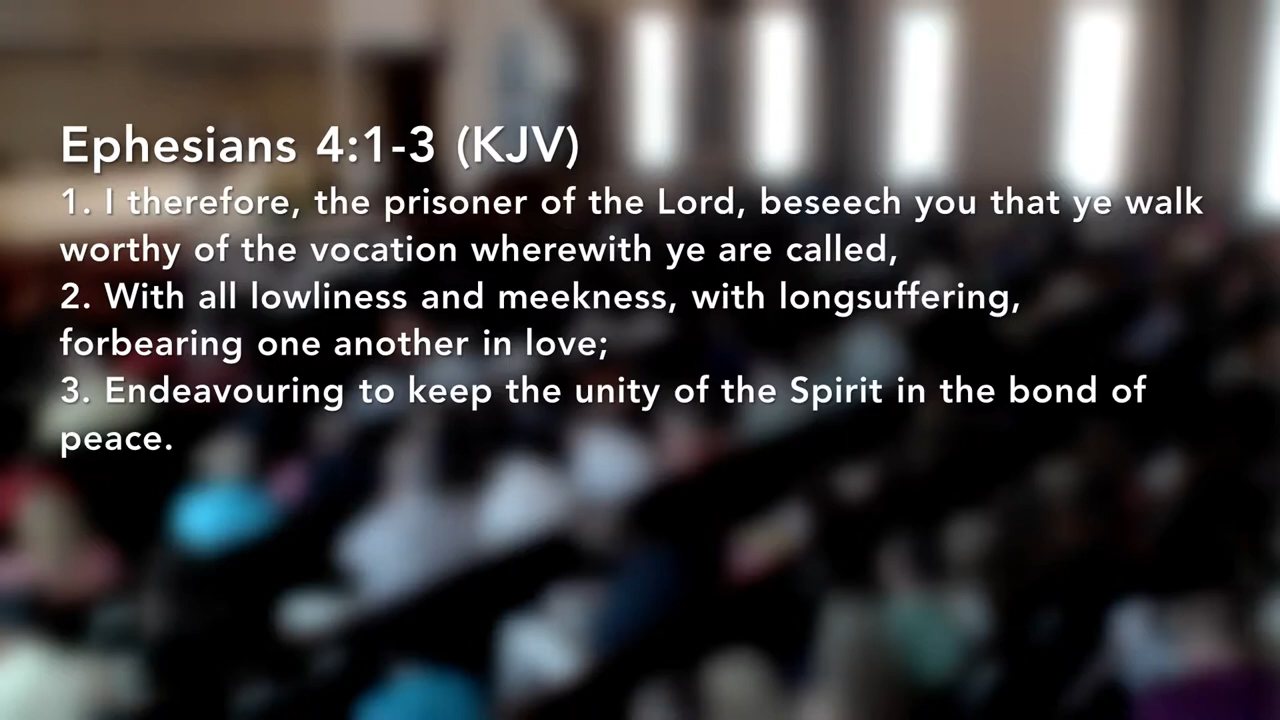 Ephesians 4:1-3 (KJV)
1. I therefore, the prisoner of the Lord, beseech you that ye walk
worthy of the vocation wherewith ye are called,
2. With all lowliness and meekness, with longsuffering,
forbearing one another in love;
3. Endeavouring to keep the unity of the Spirit in the bond of
peace.